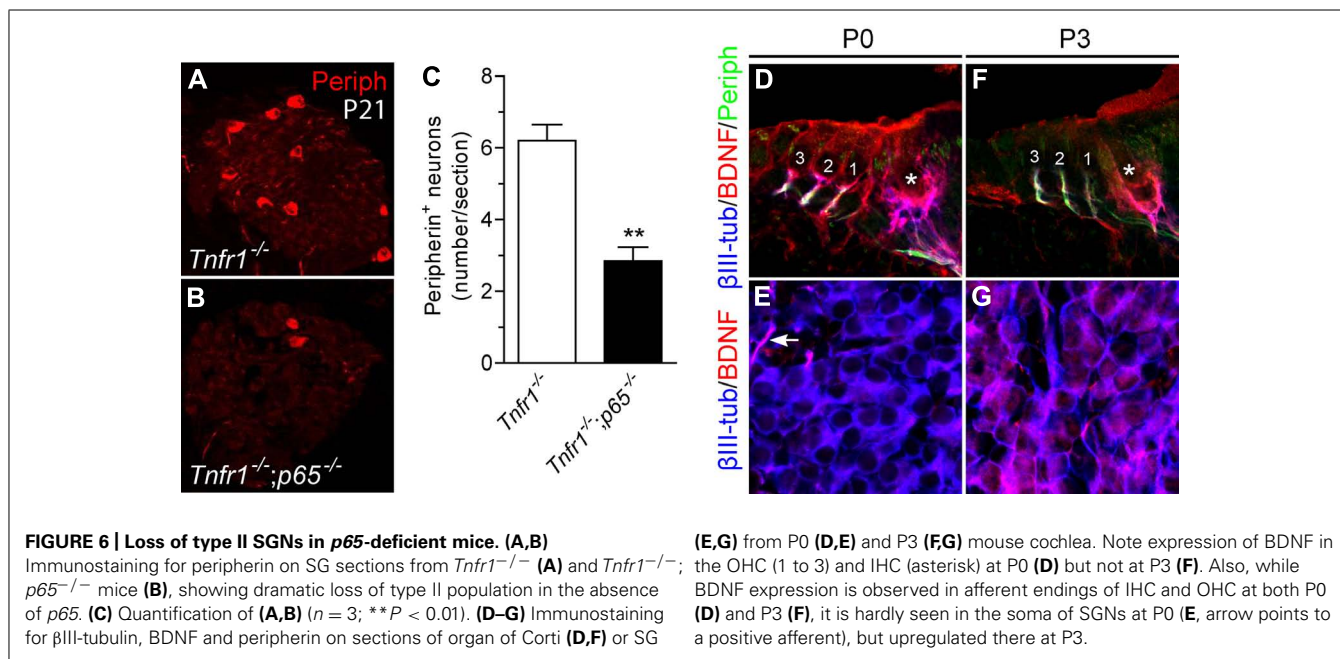 A
Periph
P21
Tnfr1-/-
B
Tnfr1-/-;p65-/-
C
Peripherin+ neurons
(number/section)
8
6
4
2
0
**
Tnfr1-/-
Tnfr1-/-;p65-/-
P0
P3
βIII-tub/BDNF/Periph
D
3
2
1
*
F
3
2
1
*
βIII-tub/BDNF
E
G
FIGURE 6 | Loss of type II SGNs in p65-deficient mice. (A,B)
Immunostaining for peripherin on SG sections from Tnfr1−/− (A) and Tnfr1−/−;
p65−/− mice (B), showing dramatic loss of type II population in the absence
of p65. (C) Quantification of (A,B) (n = 3; **P < 0.01). (D–G) Immunostaining
for βIII-tubulin, BDNF and peripherin on sections of organ of Corti (D,F) or SG
(E,G) from P0 (D,E) and P3 (F,G) mouse cochlea. Note expression of BDNF in
the OHC (1 to 3) and IHC (asterisk) at P0 (D) but not at P3 (F). Also, while
BDNF expression is observed in afferent endings of IHC and OHC at both P0
(D) and P3 (F), it is hardly seen in the soma of SGNs at P0 (E, arrow points to
a positive afferent), but upregulated there at P3.